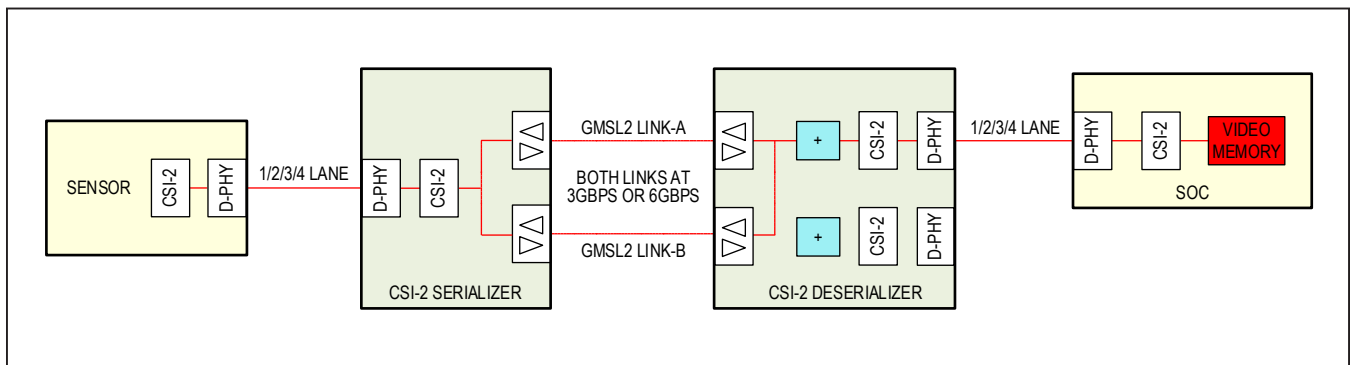 SENSOR
CSI-2
D-PHY
1/2/3/4 LANE
D-PHY
CSI-2
CSI-2 SERIALIZER
GMSL2 LINK-A
BOTH LINKS AT
3GBPS OR 6GBPS
GMSL2 LINK-B
+
CSI-2
D-PHY
+
CSI-2
D-PHY
CSI-2 DESERIALIZER
1/2/3/4 LANE
D-PHY
CSI-2
VIDEO
MEMORY
SOC